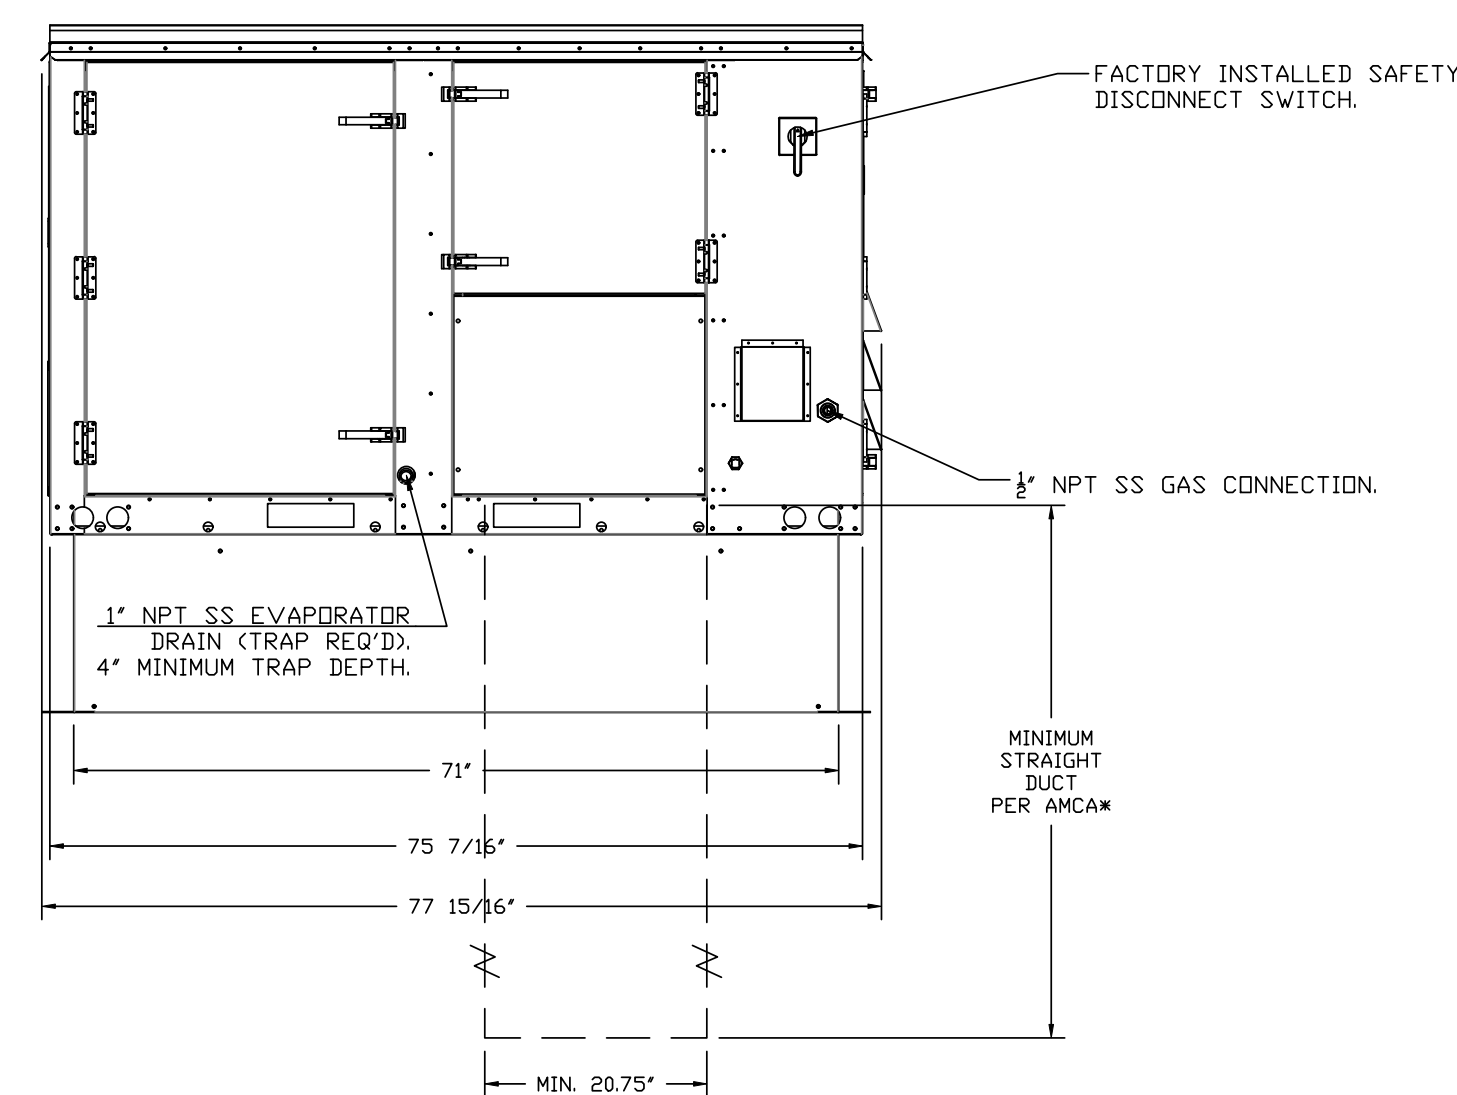 FACTORY INSTALLED SAFETY
DISCONNECT SWITCH.
1/2" NPT SS GAS CONNECTION.
1" NPT SS EVAPORATOR
DRAIN (TRAP REQ'D).
4" MINIMUM TRAP DEPTH.
MINIMUM
STRAIGHT
DUCT
PER AMCA*
71"
75 7/16"
77 15/16"
MIN. 20.75"